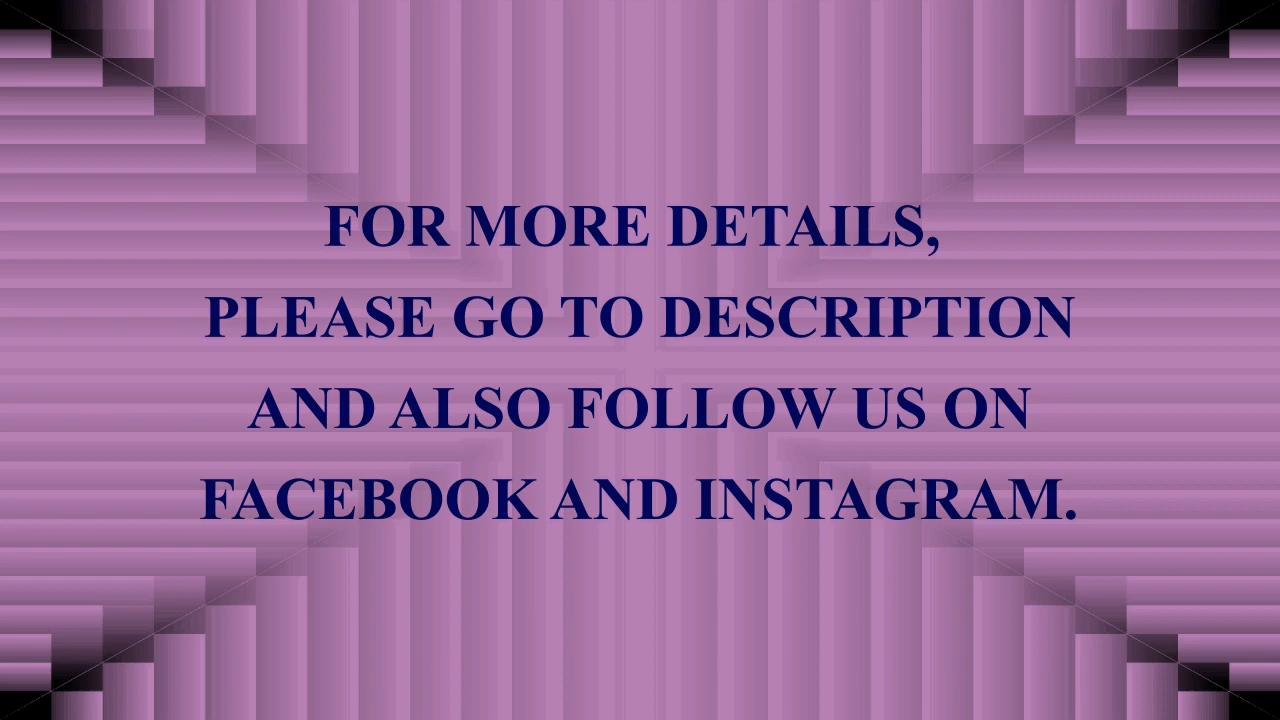 FOR MORE DETAILS,
PLEASE GO TO DESCRIPTION
AND ALSO FOLLOW US ON
FACEBOOK AND INSTAGRAM.